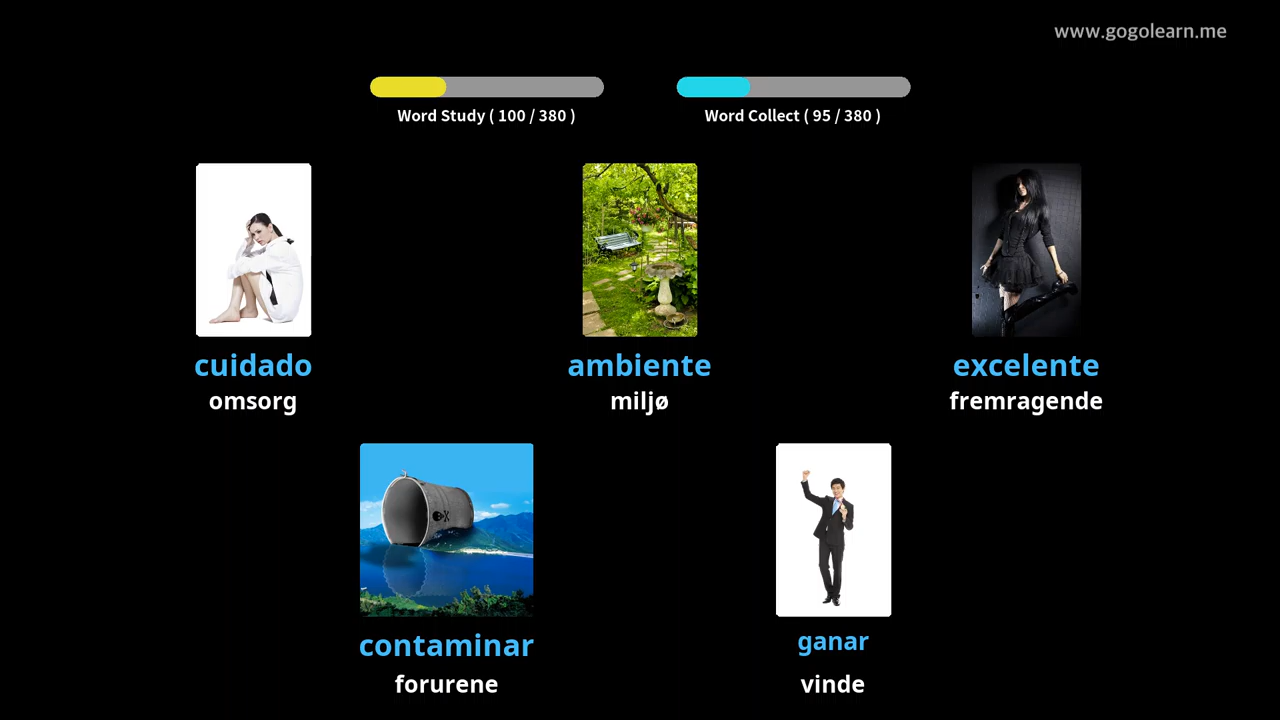 www.gogolearn.me
Word Study ( 100 / 380 )
Word Collect ( 95 / 380 )
cuidado
omsorg
ambiente
miljø
excelente
fremragende
contaminar
forurene
ganar
vinde